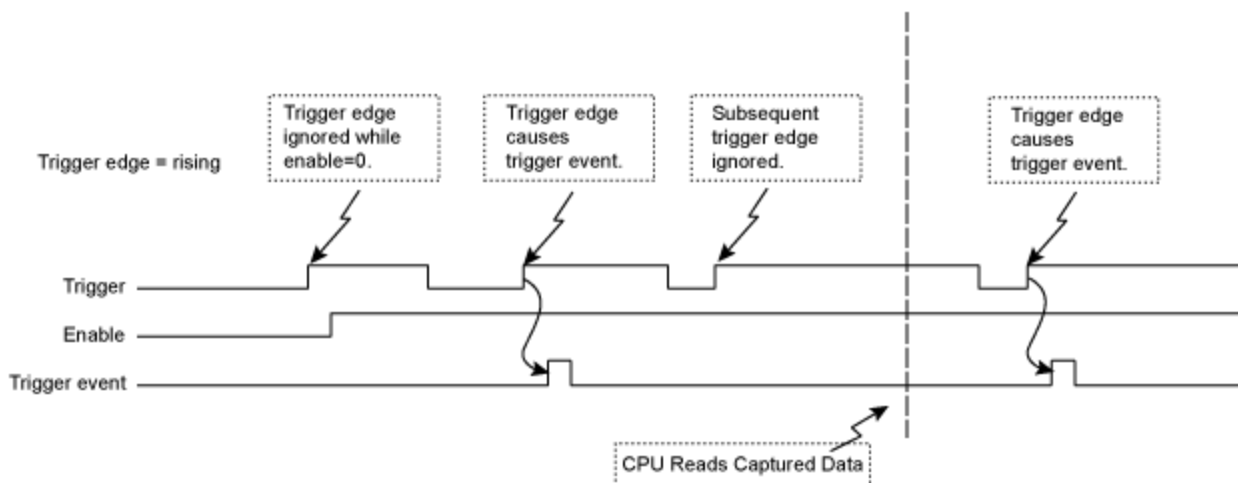 Trigger edge
ignored while
enable=0.
Trigger edge
causes
trigger event.
Subsequent
trigger edge
ignored.
Trigger edge
causes
trigger event.
Trigger edge = rising
Trigger
Enable
Trigger event
CPU Reads Captured Data